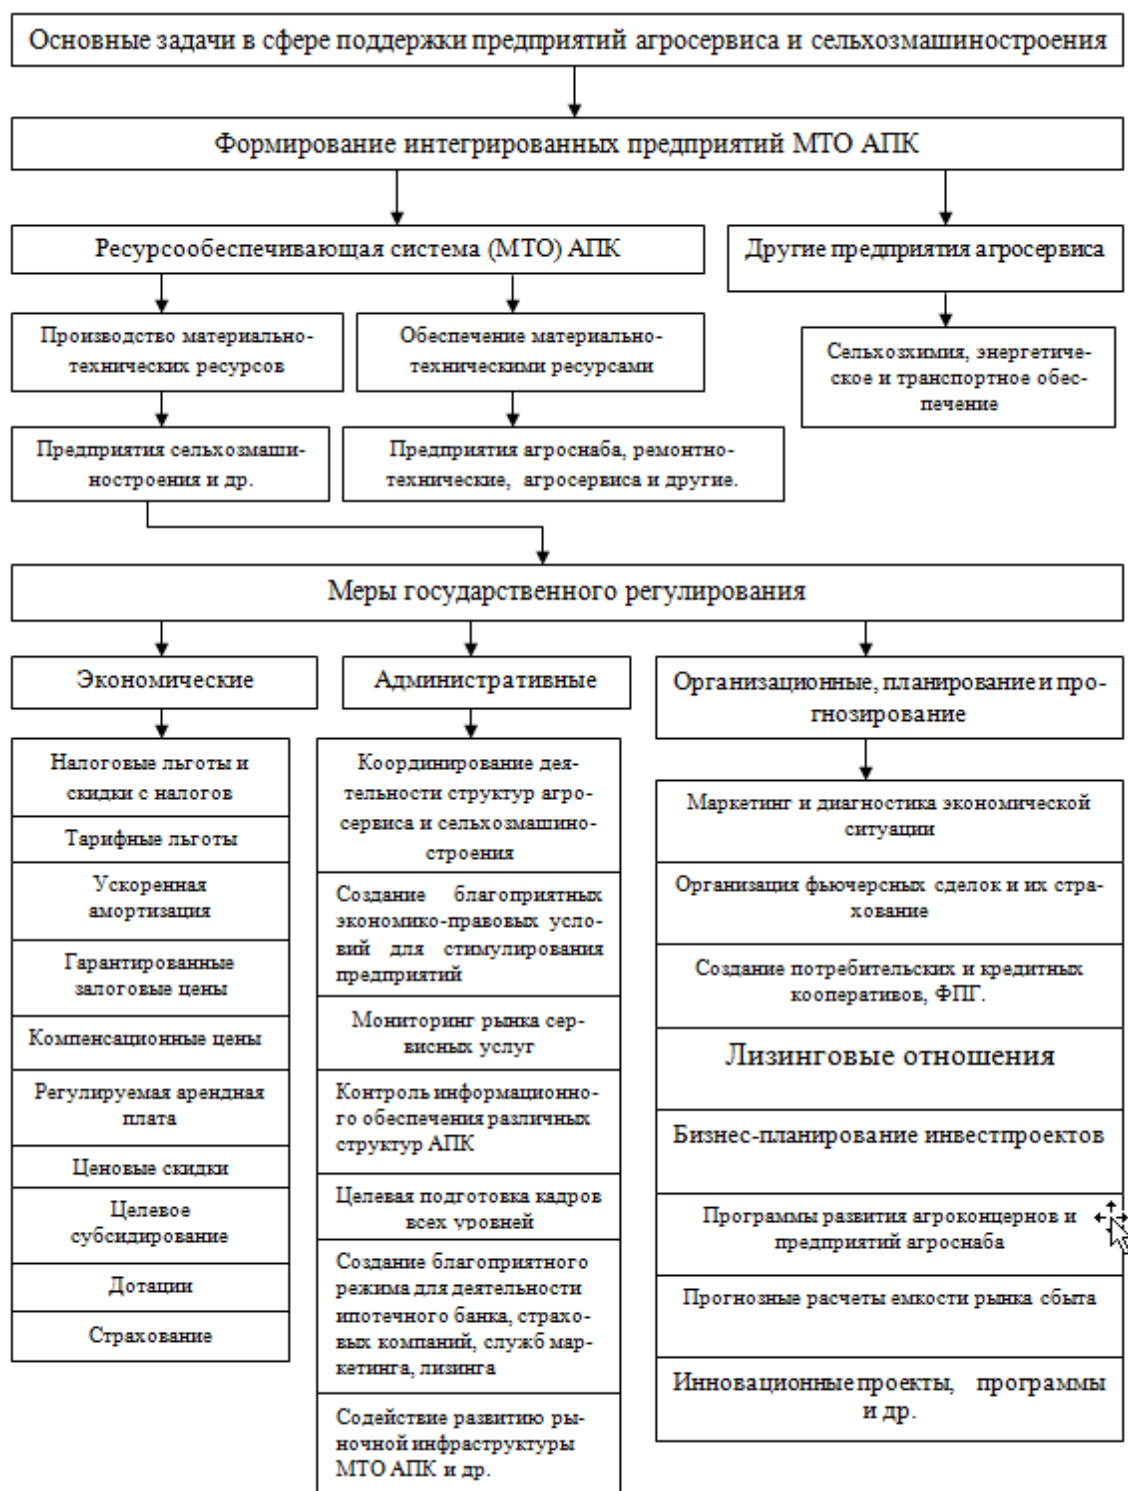 Основные задачи в сфере поддержки предприятий агросервиса и сельхозмашиностроения
Формирование интегрированных предприятий МТО АПК
Ресурсообеспечивающая система (МТО) АПК
Другие предприятия агросервиса
Производство материально-
технических ресурсов
Обеспечение материально-
техническими ресурсами
Сельхозхимия, энергетиче-
ское и транспортное обес-
печение
Предприятия сельхозмаши-
ностроения и др.
Предприятия агроснаба, ремонтно-
технические, агросервиса и другие.
Меры государственного регулирования
Экономические
Налоговые льготы и
скидки с налогов
Тарифные льготы
Ускоренная
амортизация
Гарантированные
залоговые цены
Компенсационные цены
Регулируемая арендная
плата
Ценовые скидки
Целевое
субсидирование
Дотации
Страхование
Административные
Координирование дея-
тельности структур агро-
сервиса и сельхозмашино-
строения
Создание благоприятных
экономико-правовых усло-
вий для стимулирования
предприятий
Мониторинг рынка сер-
висных услуг
Контроль информационно-
го обеспечения различных
структур АПК
Целевая подготовка кадров
всех уровней
Создание благоприятного
режима для деятельности
ипотечного банка, страхо-
вых компаний, служб мар-
кетинга, лизинга
Содействие развитию ры-
ночной инфраструктуры
МТО АПК и др.
Организационные, планирование и про-
гнозирование
Маркетинг и диагностика экономической
ситуации
Организация фьючерсных сделок и их стра-
хование
Создание потребительских и кредитных
кооперативов, ФПГ.
Лизинговые отношения
Бизнес-планирование инвестпроектов
Программы развития агроконцернов и
предприятий агроснаба
Прогнозные расчеты емкости рынка сбыта
Инновационные проекты, программы
и др.